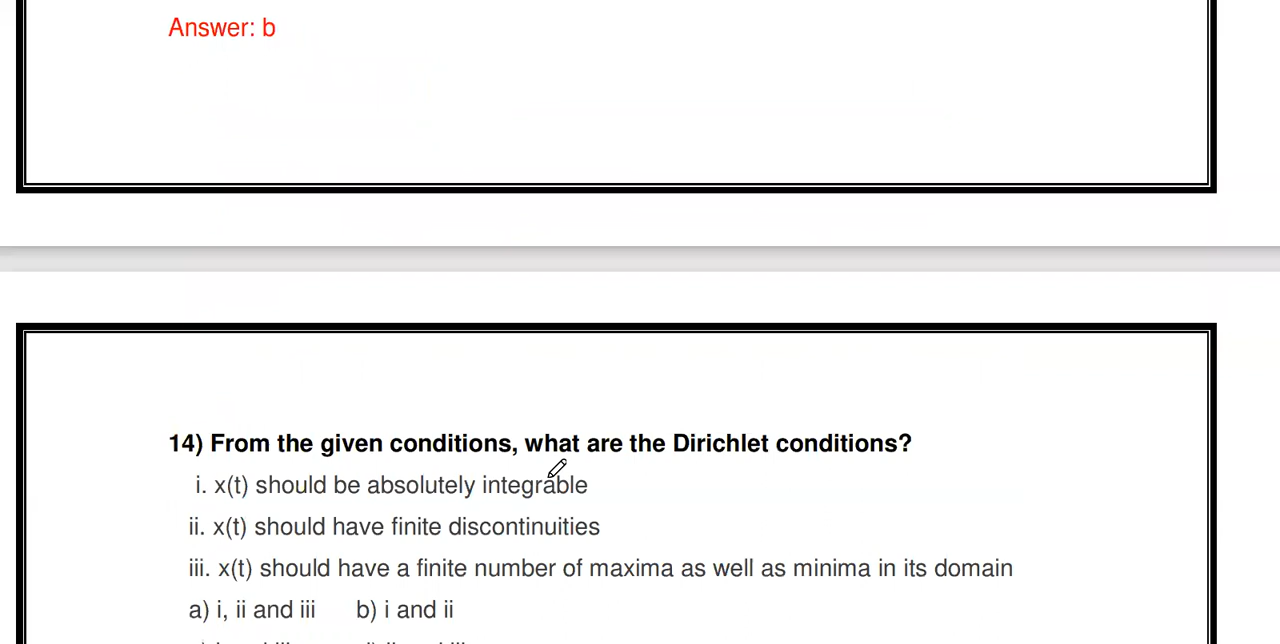 Answer: b
14) From the given conditions, what are the Dirichlet conditions?
i. x(t) should be absolutely integrable
ii. x(t) should have finite discontinuities
iii. x(t) should have a finite number of maxima as well as minima in its domain
a) i, ii and iii b) i and ii